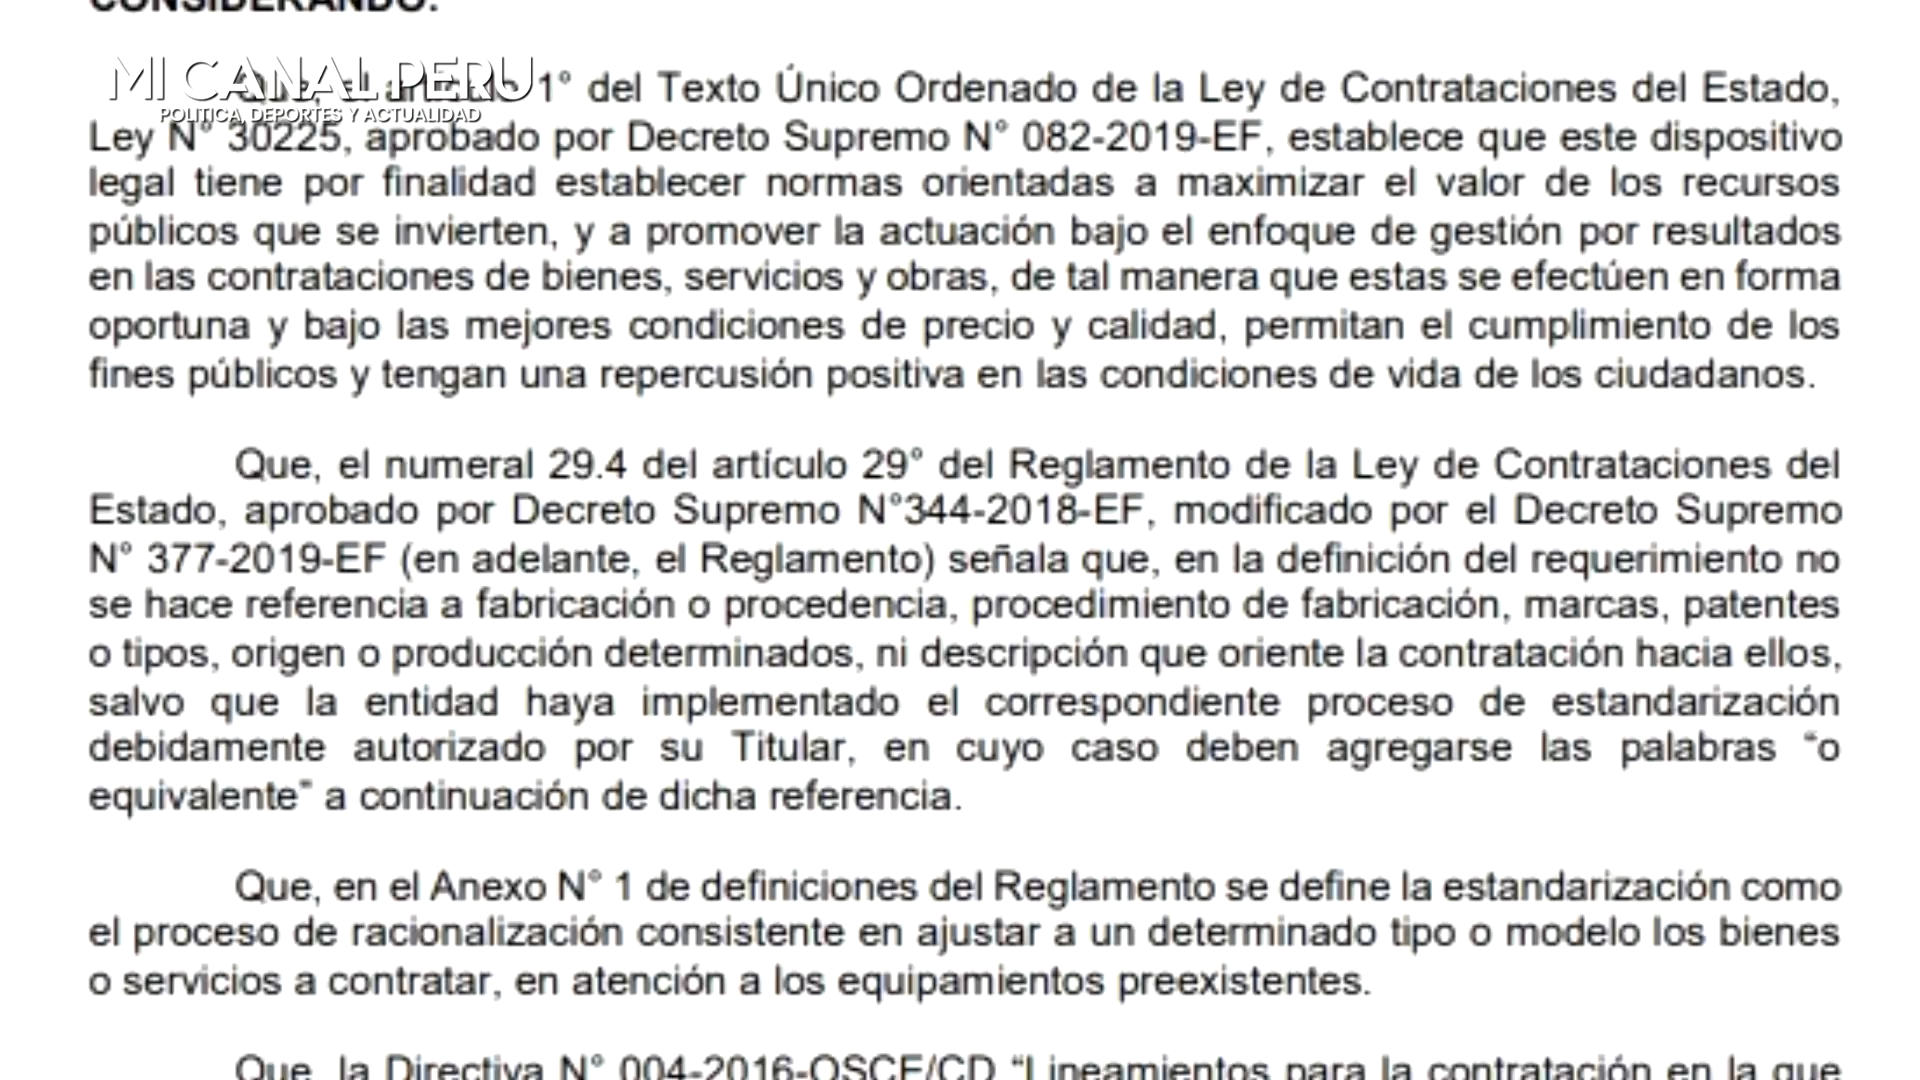 CONSIDERANDO:
MI CANAL PERU
POLITICA, DEPORTES Y ACTUALIDAD
Que, el artículo 1° del Texto Único Ordenado de la Ley de Contrataciones del Estado,
Ley N° 30225, aprobado por Decreto Supremo N° 082-2019-EF, establece que este dispositivo
legal tiene por finalidad establecer normas orientadas a maximizar el valor de los recursos
públicos que se invierten, y a promover la actuación bajo el enfoque de gestión por resultados
en las contrataciones de bienes, servicios y obras, de tal manera que estas se efectúen en forma
oportuna y bajo las mejores condiciones de precio y calidad, permitan el cumplimiento de los
fines públicos y tengan una repercusión positiva en las condiciones de vida de los ciudadanos.
Que, el numeral 29.4 del artículo 29° del Reglamento de la Ley de Contrataciones del
Estado, aprobado por Decreto Supremo N°344-2018-EF, modificado por el Decreto Supremo
N° 377-2019-EF (en adelante, el Reglamento) señala que, en la definición del requerimiento no
se hace referencia a fabricación o procedencia, procedimiento de fabricación, marcas, patentes
o tipos, origen o producción determinados, ni descripción que oriente la contratación hacia ellos,
salvo que la entidad haya implementado el correspondiente proceso de estandarización
debidamente autorizado por su Titular, en cuyo caso deben agregarse las palabras “o
equivalente” a continuación de dicha referencia.
Que, en el Anexo N° 1 de definiciones del Reglamento se define la estandarización como
el proceso de racionalización consistente en ajustar a un determinado tipo o modelo los bienes
o servicios a contratar, en atención a los equipamientos preexistentes.
Que, la Directiva N° 004-2016-OSCE/CD “Lineamientos para la contratación en la que